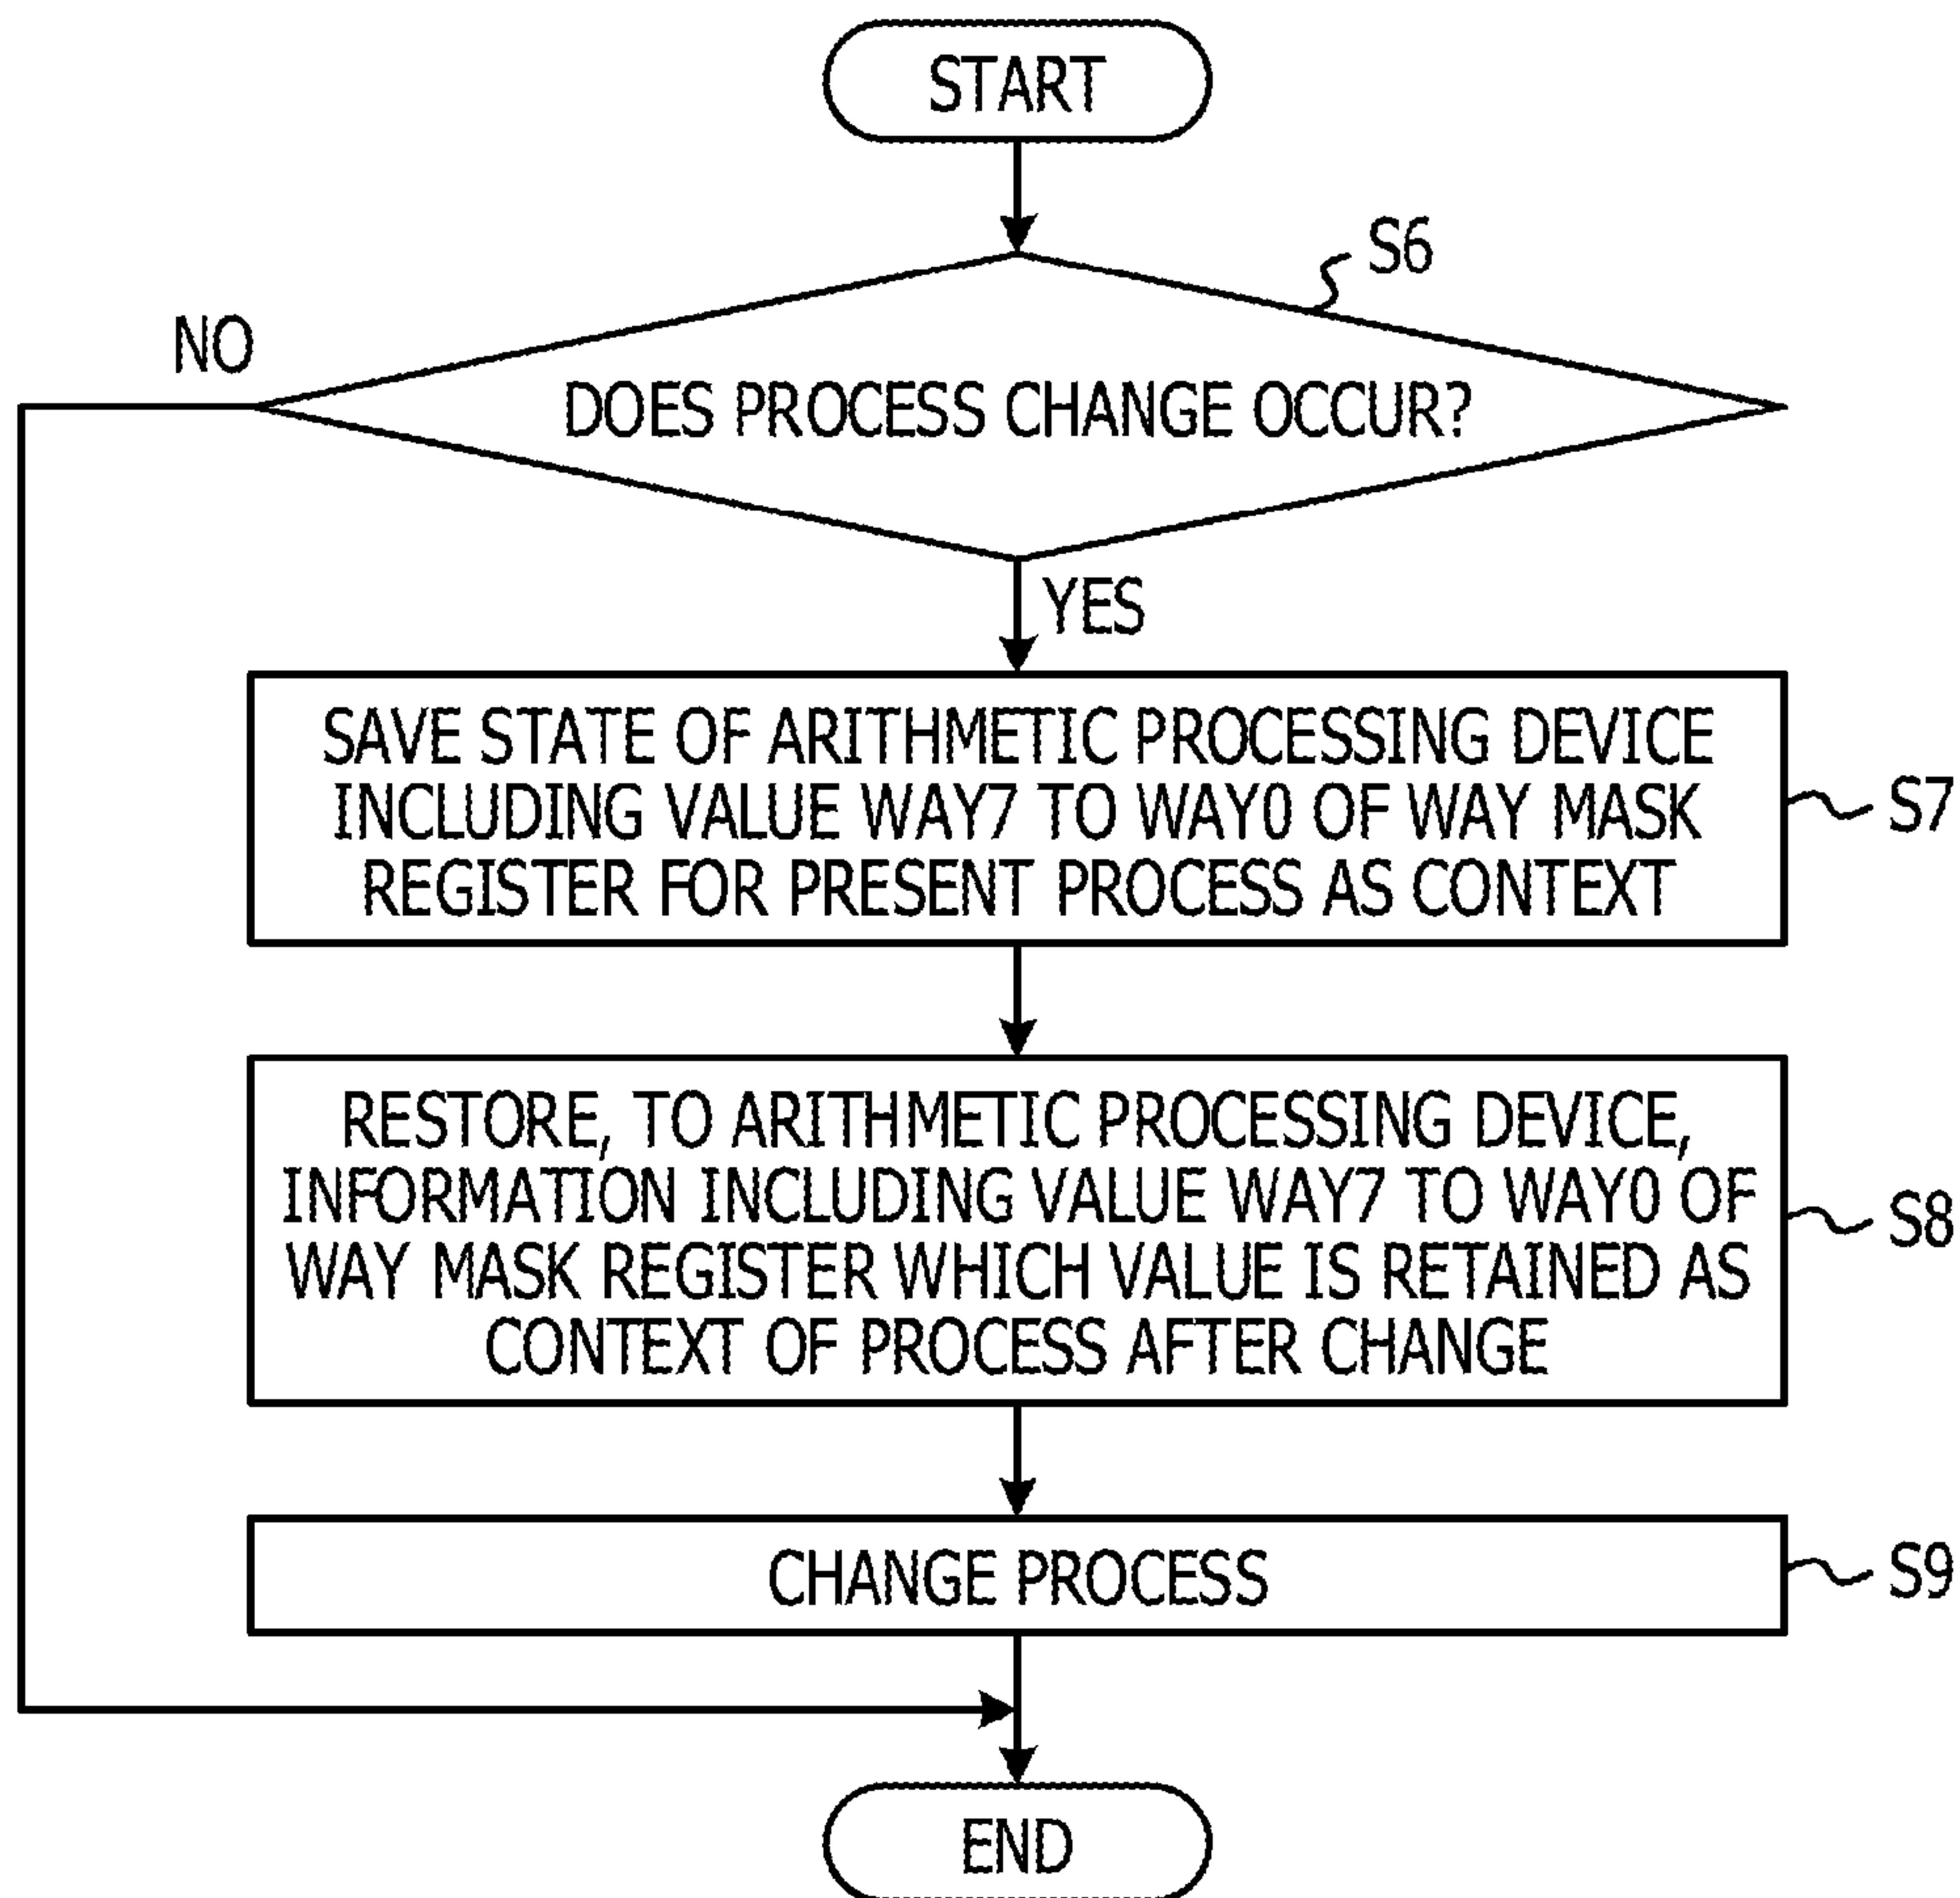 START
S6
NO
DOES PROCESS CHANGE OCCUR?
YES
SAVE STATE OF ARITHMETIC PROCESSING DEVICE
INCLUDING VALUE WAY7 TO WAY0 OF WAY MASK
REGISTER FOR PRESENT PROCESS AS CONTEXT
S7
RESTORE, TO ARITHMETIC PROCESSING DEVICE,
INFORMATION INCLUDING VALUE WAY7 TO WAY0 OF
WAY MASK REGISTER WHICH VALUE IS RETAINED AS
CONTEXT OF PROCESS AFTER CHANGE
S8
CHANGE PROCESS
S9
END